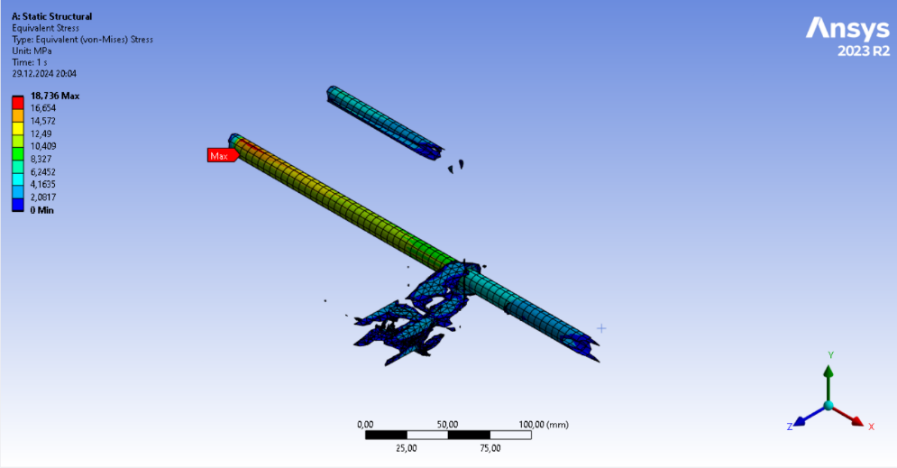 A: Static Structural
Equivalent Stress
Type: Equivalent (von-Mises) Stress
Unit: MPa
Time: 1 s
29.12.2024 20:04
18,736 Max
16,654
14,572
12,49
10,409
8,327
6,2452
4,1635
2,0817
0 Min
Ansys
2023 R2
Max
0,00 50,00 100,00 (mm)
25,00 75,00
Y
Z X